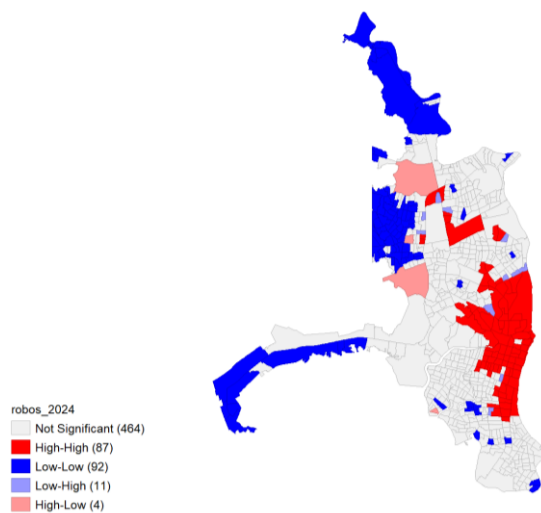 robos_2024
Not Significant (464)
High-High (87)
Low-Low (92)
Low-High (11)
High-Low (4)